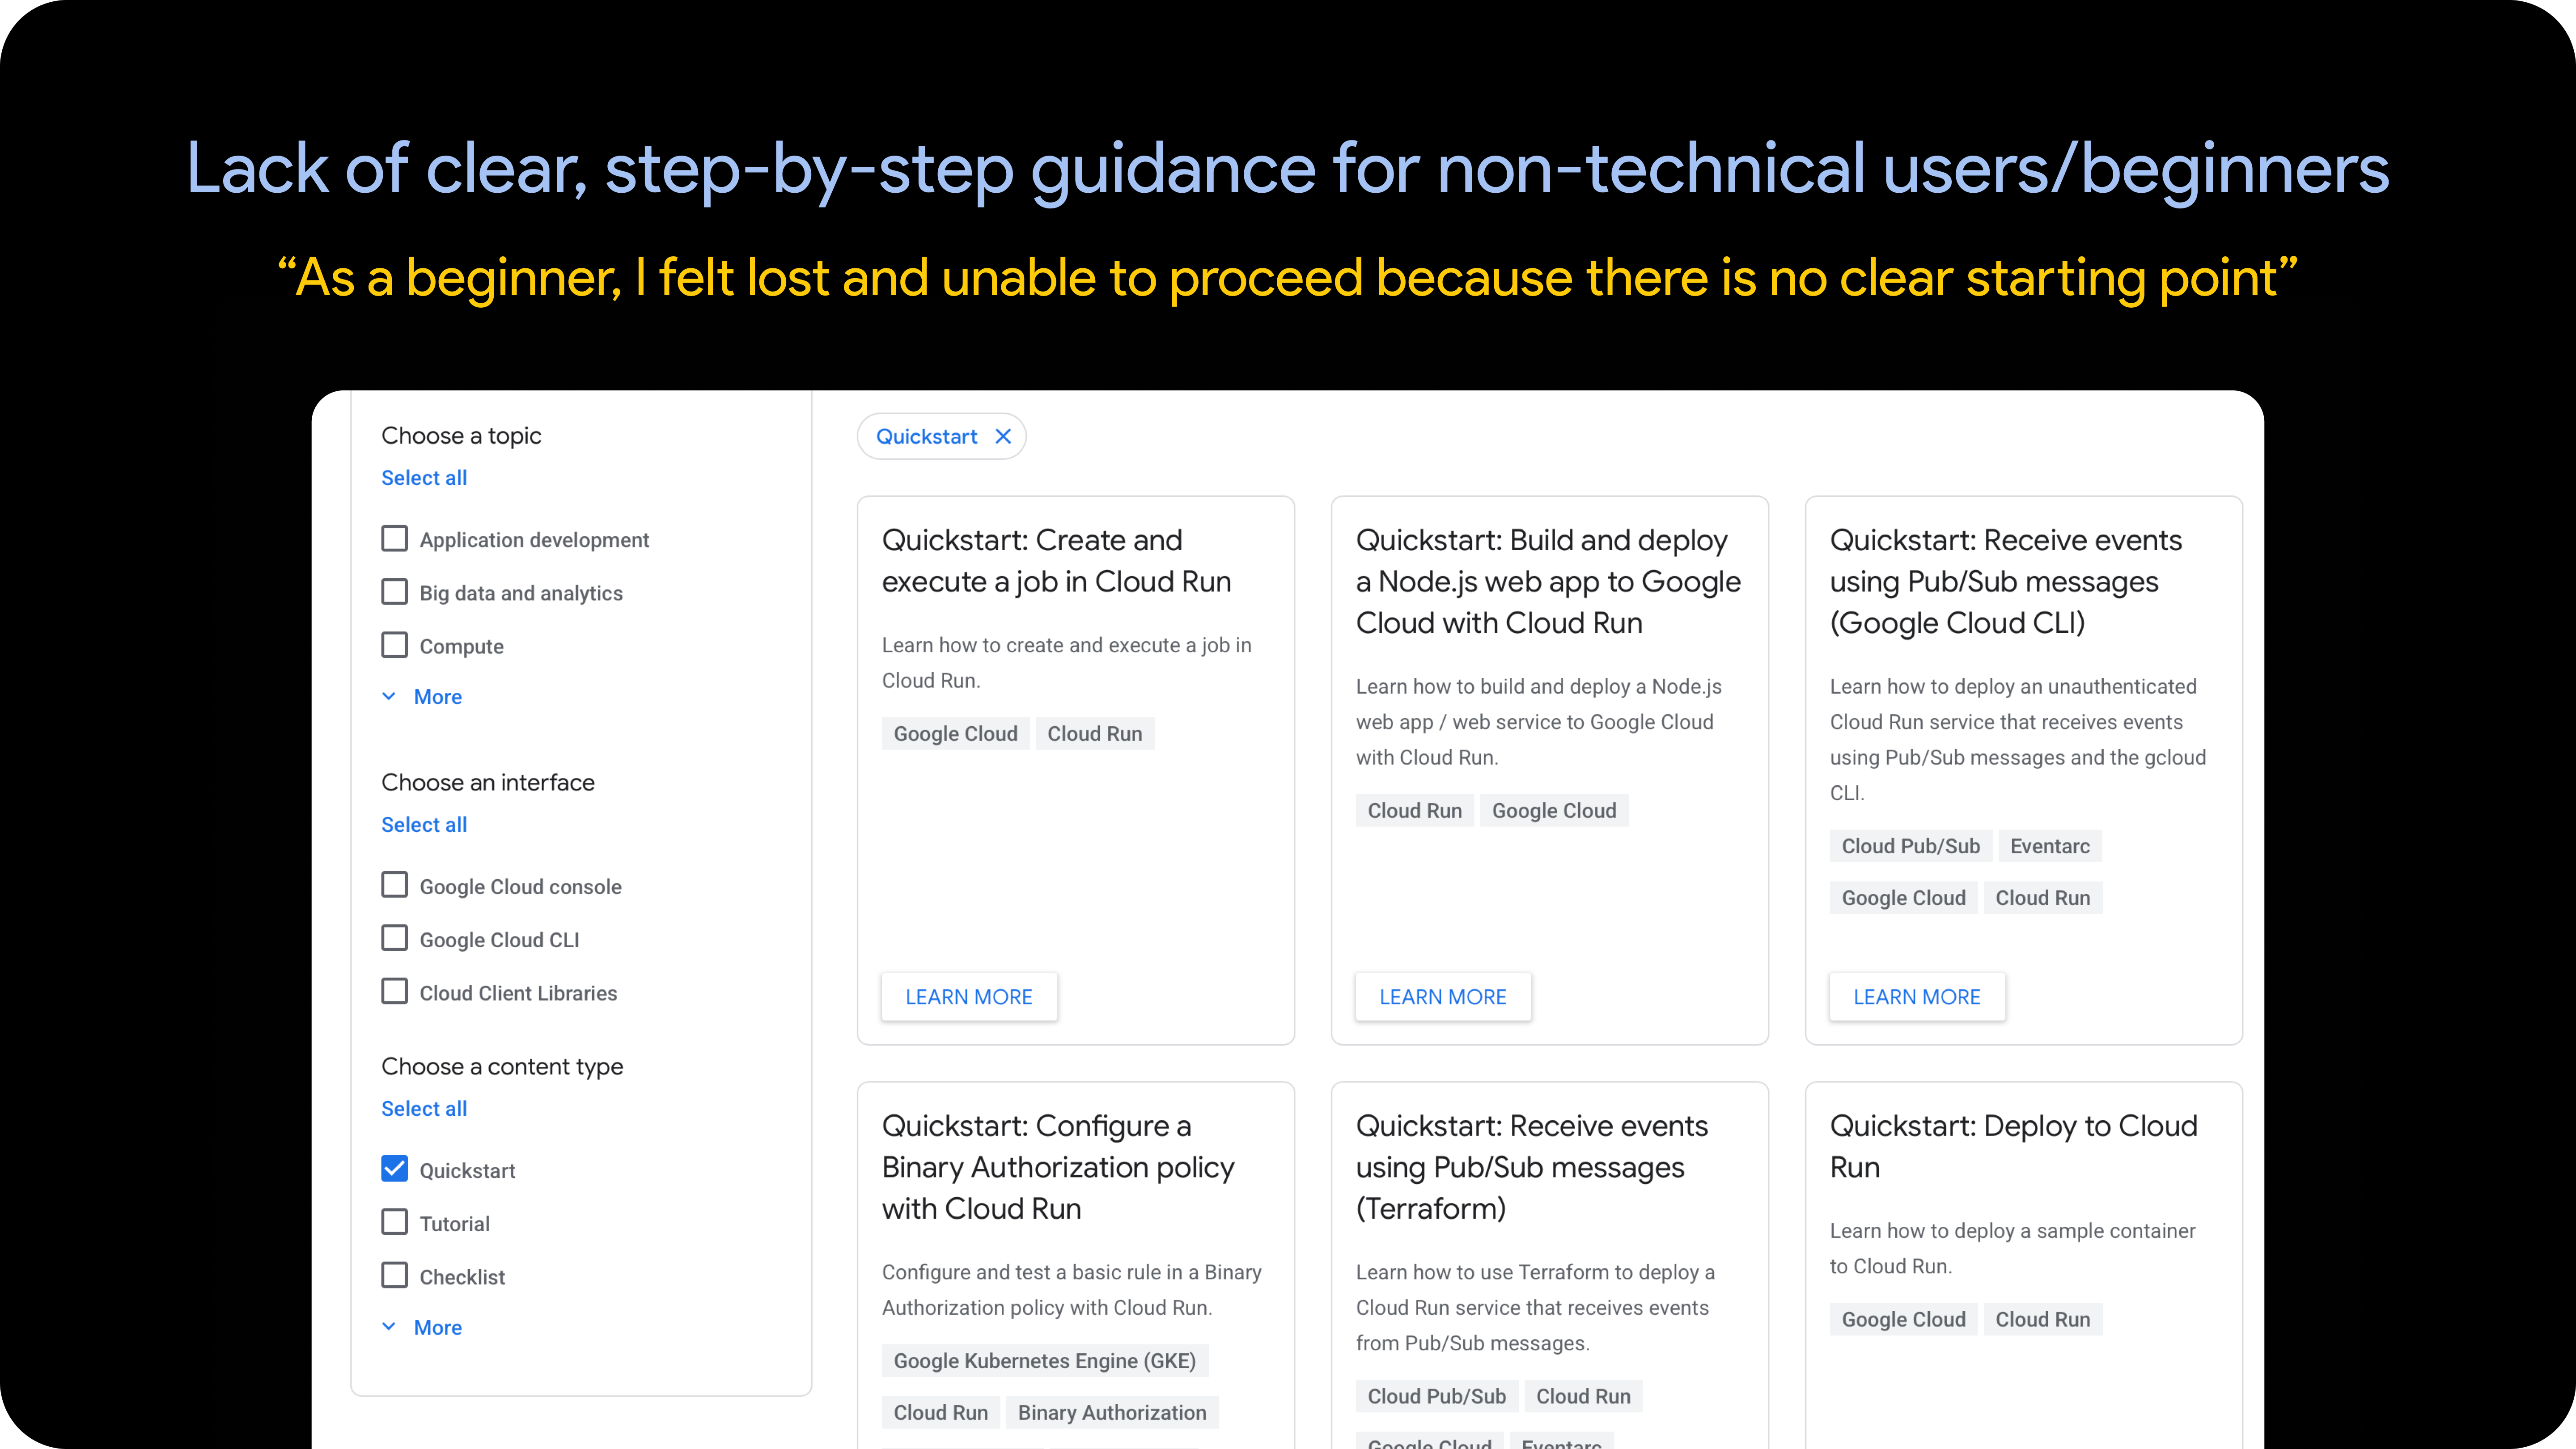 Lack of clear, step-by-step guidance for non-technical users/beginners
“As a beginner, I felt lost and unable to proceed because there is no clear starting point”
Choose a topic
Select all
Application development
Big data and analytics
Compute
More
Choose an interface
Select all
Google Cloud console
Google Cloud CLI
Cloud Client Libraries
Choose a content type
Select all
Quickstart
Tutorial
Checklist
More
Quickstart
Quickstart: Create and
execute a job in Cloud Run
Learn how to create and execute a job in
Cloud Run.
Google Cloud Cloud Run
LEARN MORE
Quickstart: Build and deploy
a Node.js web app to Google
Cloud with Cloud Run
Learn how to build and deploy a Node.js
web app / web service to Google Cloud
with Cloud Run.
Cloud Run Google Cloud
LEARN MORE
Quickstart: Receive events
using Pub/Sub messages
(Google Cloud CLI)
Learn how to deploy an unauthenticated
Cloud Run service that receives events
using Pub/Sub messages and the gcloud
CLI.
Cloud Pub/Sub Eventarc
Google Cloud Cloud Run
LEARN MORE
Quickstart: Configure a
Binary Authorization policy
with Cloud Run
Configure and test a basic rule in a Binary
Authorization policy with Cloud Run.
Google Kubernetes Engine (GKE)
Cloud Run Binary Authorization
Quickstart: Receive events
using Pub/Sub messages
(Terraform)
Learn how to use Terraform to deploy a
Cloud Run service that receives events
from Pub/Sub messages.
Cloud Pub/Sub Cloud Run
Google Cloud Eventarc
Quickstart: Deploy to Cloud
Run
Learn how to deploy a sample container
to Cloud Run.
Google Cloud Cloud Run